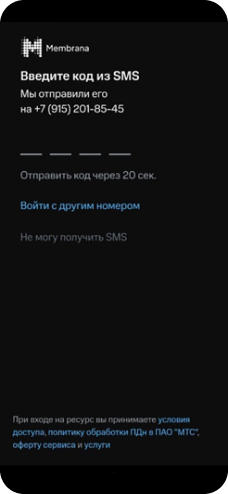 Membrana
Введите код из SMS
Мы отправили его
на +7 (915) 201-85-45
Отправить код через 20 сек.
Войти с другим номером
Не могу получить SMS
При входе на ресурс вы принимаете условия
доступа, политику обработки ПДн в ПАО "МТС",
оферту сервиса и услуги